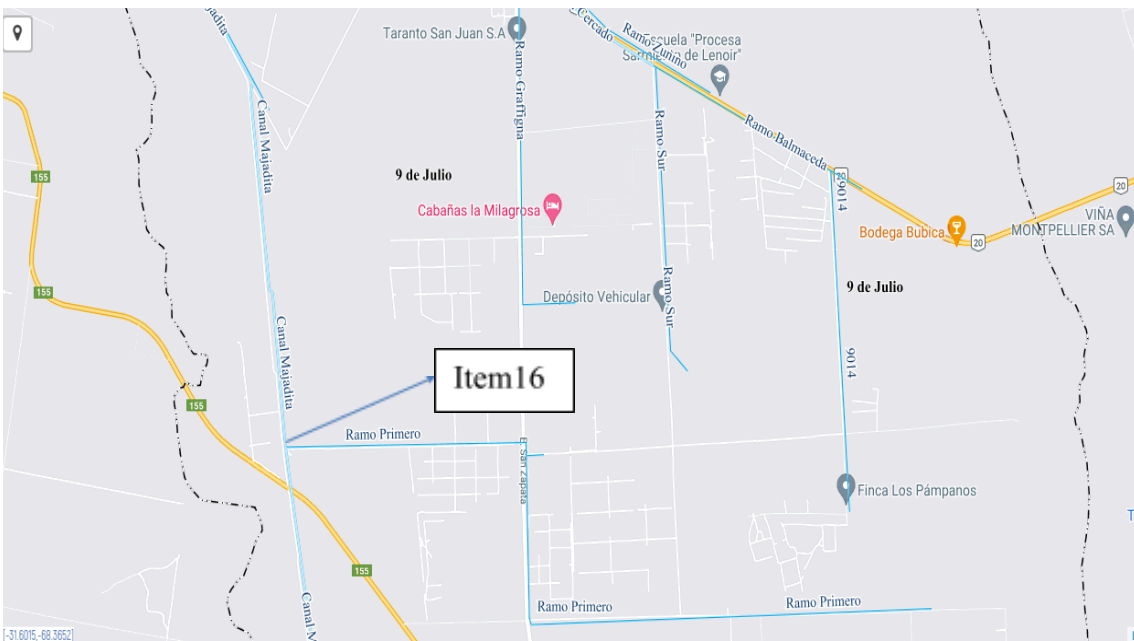 Taranto San Juan S.A
Ramo Graffigna
Cercado
Ramo Zunino
Escuela "Procesa
Sarmiento de Lenoir"
Canal Majadita
Ramo Balmaceda
Ramo Sur
155
9 de Julio
20
9014
20
Cabañas la Milagrosa
VIÑA
MONTPELLIER SA
Bodega Bubica
20
155
Depósito Vehicular
Ramo Sur
9 de Julio
Canal Majadita
9014
Item16
155
Ramo Primero
E. San Zapata
Finca Los Pámpanos
T
155
Canal M
Ramo Primero
Ramo Primero
[-31.6015,-68.3652]